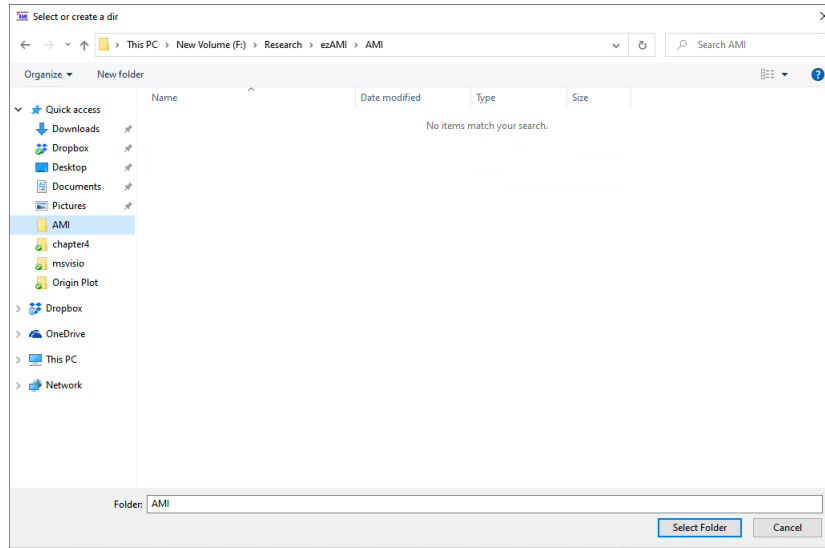 AMI Select or create a dir
This PC > New Volume (F:) > Research > ezAMI > AMI
Search AMI
Organize
New folder
Name
Date modified
Type
Size
No items match your search.
Quick access
Downloads
Dropbox
Desktop
Documents
Pictures
AMI
chapter4
msvisio
Origin Plot
Dropbox
OneDrive
This PC
Network
Folder: AMI
Select Folder
Cancel